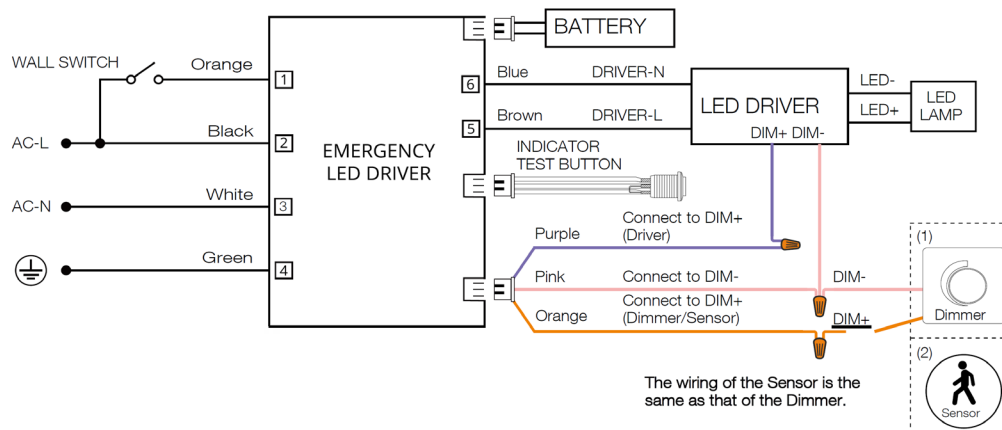 BATTERY
WALL SWITCH
Orange
1
6
Blue
DRIVER-N
LED DRIVER
DIM+ DIM-
LED-
LED+
LED
LAMP
AC-L
Black
2
5
Brown
DRIVER-L
EMERGENCY
LED DRIVER
INDICATOR
TEST BUTTON
AC-N
White
3
Green
4
Purple
Connect to DIM+
(Driver)
Pink
Connect to DIM-
DIM-
Orange
Connect to DIM+
(Dimmer/Sensor)
DIM+
(1)
Dimmer
(2)
Sensor
The wiring of the Sensor is the
same as that of the Dimmer.